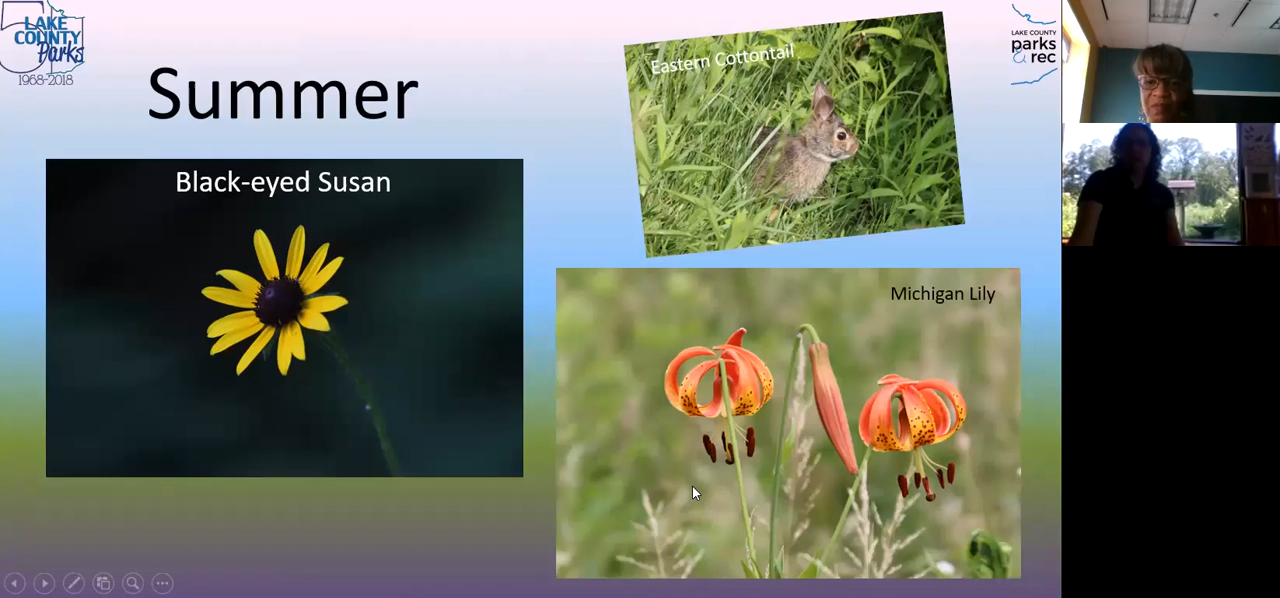 LAKE
COUNTY
Parks
1968-2018
Summer
Black-eyed Susan
Eastern Cottontail
LAKE COUNTY
parks
& rec
Michigan Lily